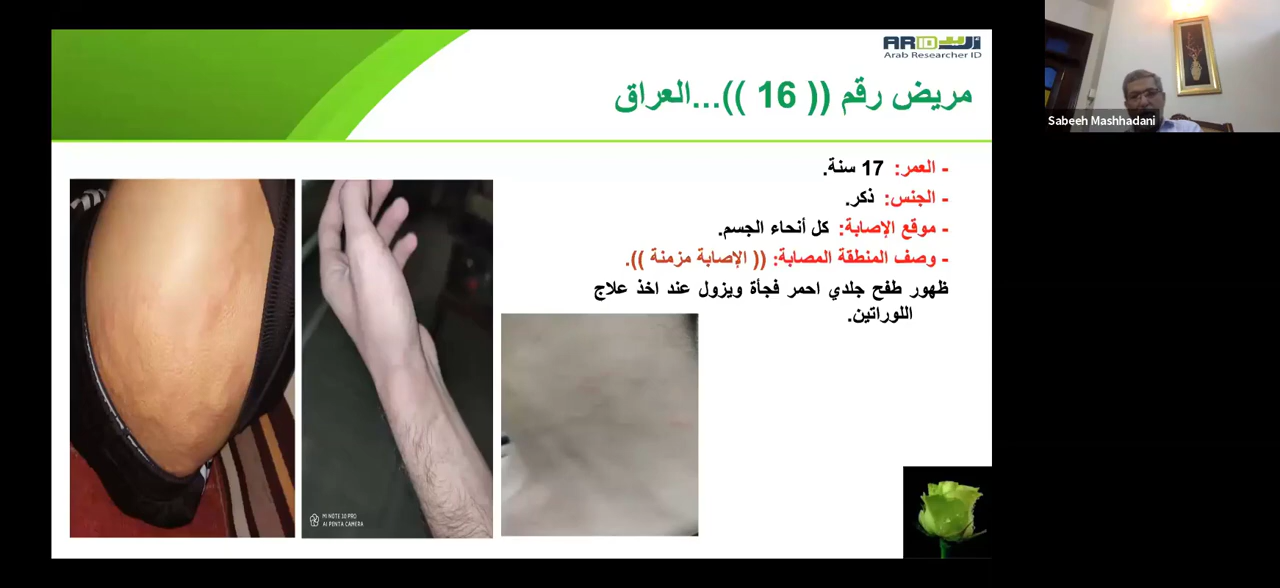 ARID أريد
Arab Researcher ID
مريض رقم (( 16 ))...العراق
Sabeeh Mashhadani
- العمر: 17 سنة.
- الجنس: ذكر.
- موقع الإصابة: كل أنحاء الجسم.
- وصف المنطقة المصابة: (( الإصابة مزمنة )).
ظهور طفح جلدي احمر فجأة ويزول عند اخذ علاج
اللوراتين.
MI NOTE 10 PRO
AI PENTA CAMERA